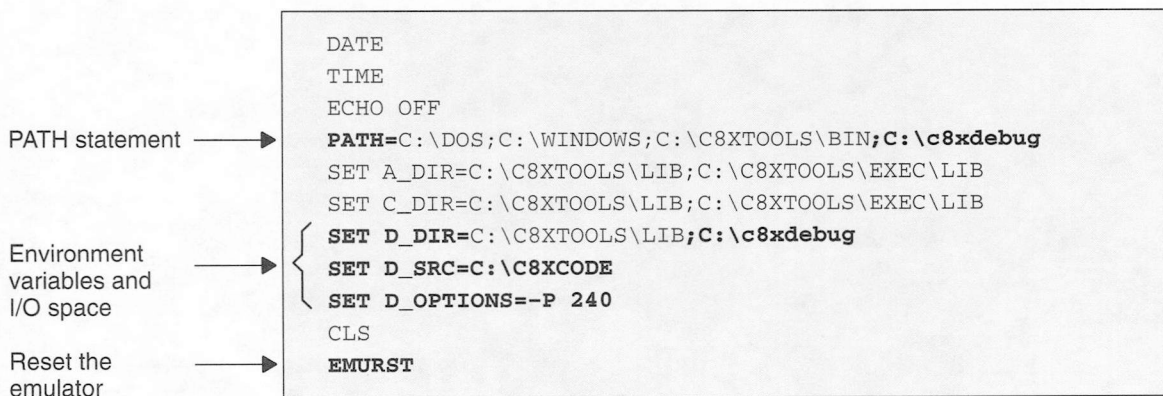 DATE
TIME
ECHO OFF
PATH statement
PATH=C:\DOS;C:\WINDOWS;C:\C8XTOOLS\BIN;C:\c8xdebug
SET A_DIR=C:\C8XTOOLS\LIB;C:\C8XTOOLS\EXEC\LIB
SET C_DIR=C:\C8XTOOLS\LIB;C:\C8XTOOLS\EXEC\LIB
SET D_DIR=C:\C8XTOOLS\LIB;C:\c8xdebug
Environment
variables and
I/O space
SET D_SRC=C:\C8XCODE
SET D_OPTIONS=–P 240
CLS
Reset the
emulator
EMURST